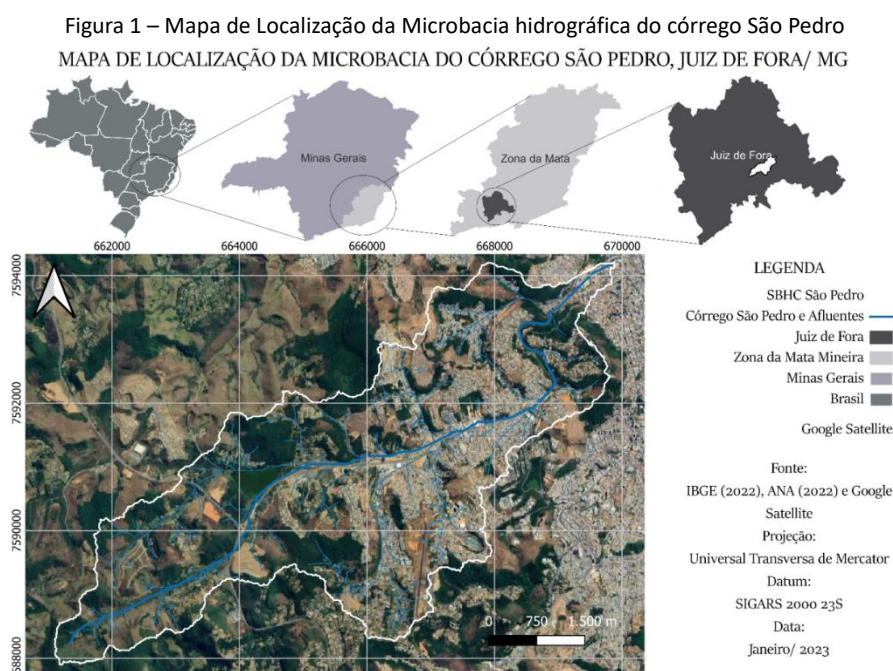 Figura 1 – Mapa de Localização da Microbacia hidrográfica do córrego São Pedro
MAPA DE LOCALIZAÇÃO DA MICROBACIA DO CÓRREGO SÃO PEDRO, JUIZ DE FORA/ MG
Minas Gerais
Zona da Mata
Juiz de Fora
662000
664000
666000
668000
670000
7594000
7592000
7590000
7588000
0 750 1.500 m
LEGENDA
SBHC São Pedro
Córrego São Pedro e Afluentes
Juiz de Fora
Zona da Mata Mineira
Minas Gerais
Brasil
Google Satellite
Fonte:
IBGE (2022), ANA (2022) e Google
Satellite
Projeção:
Universal Transversa de Mercator
Datum:
SIGARS 2000 23S
Data:
Janeiro/ 2023